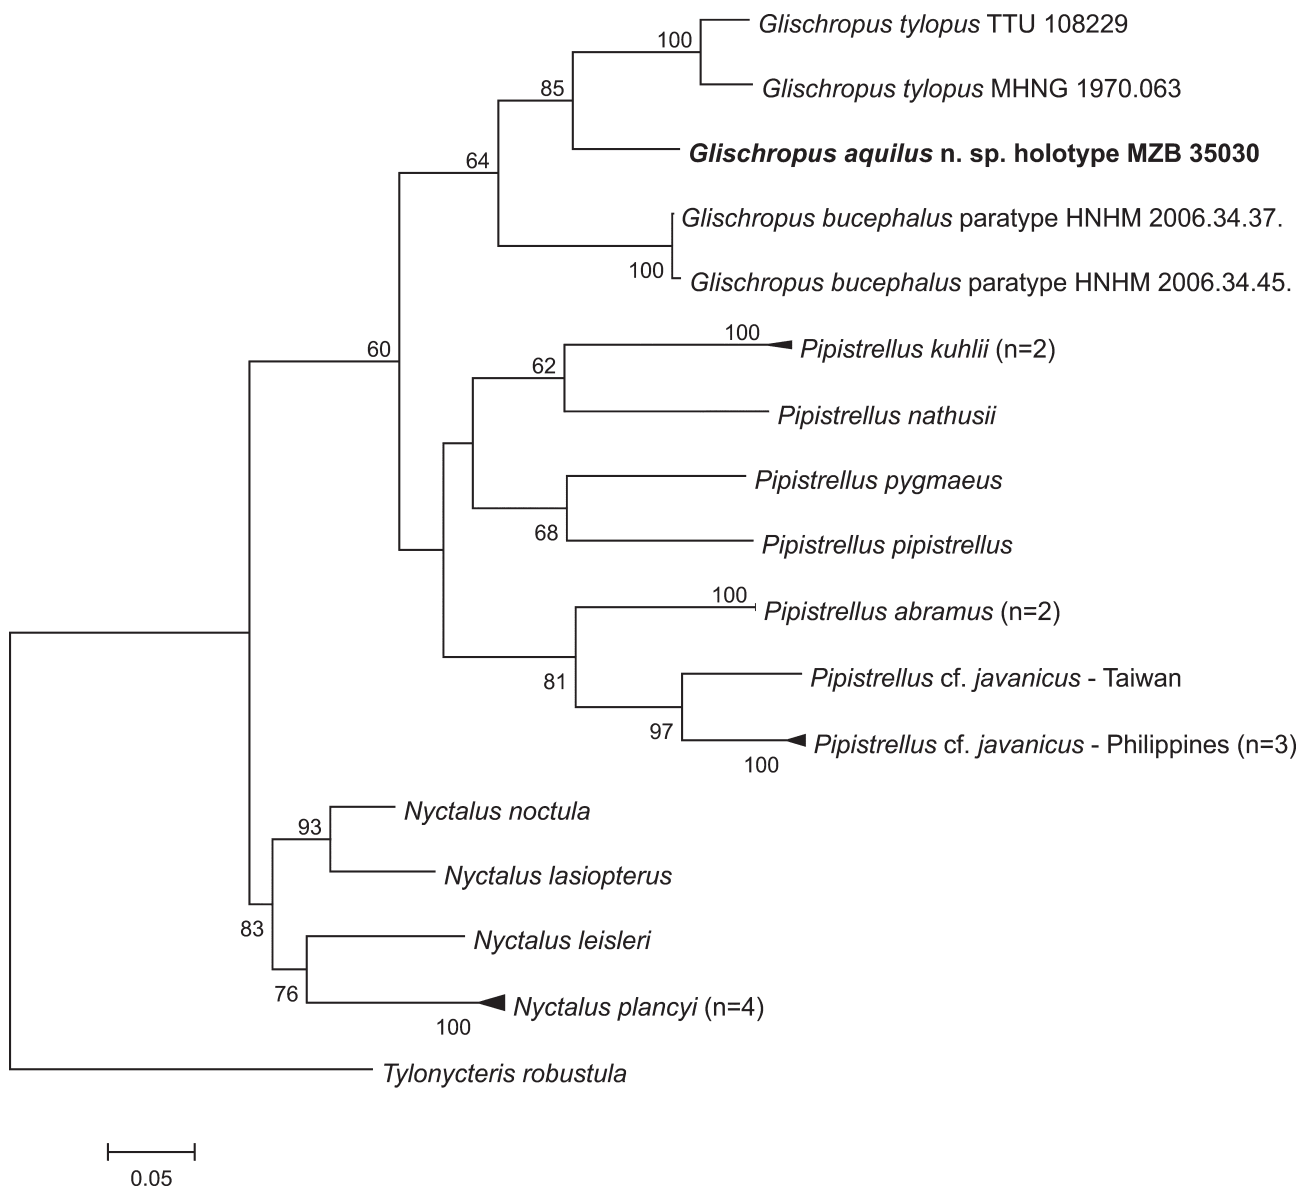 Glischropus tylopus TTU 108229
100
85
Glischropus tylopus MHNG 1970.063
64
Glischropus aquilus n. sp. holotype MZB 35030
Glischropus bucephalus paratype HNHM 2006.34.37.
100
Glischropus bucephalus paratype HNHM 2006.34.45.
60
100
Pipistrellus kuhlii (n=2)
62
Pipistrellus nathusii
Pipistrellus pygmaeus
68
Pipistrellus pipistrellus
100
Pipistrellus abramus (n=2)
81
Pipistrellus cf. javanicus - Taiwan
97
Pipistrellus cf. javanicus - Philippines (n=3)
100
Nyctalus noctula
93
Nyctalus lasiopterus
83
Nyctalus leisleri
76
Nyctalus plancyi (n=4)
100
Tylonycteris robustula
0.05